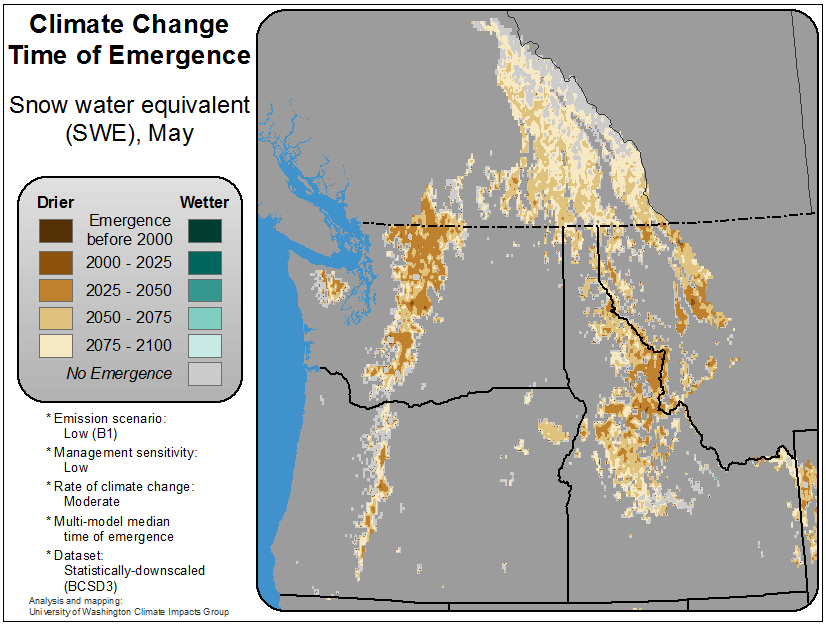 Climate Change
Time of Emergence
Snow water equivalent
(SWE), May
Drier
Wetter
Emergence
before 2000
2000 - 2025
2025 - 2050
2050 - 2075
2075 - 2100
No Emergence
* Emission scenario:
Low (B1)
* Management sensitivity:
Low
* Rate of climate change:
Moderate
* Multi-model median
time of emergence
* Dataset:
Statistically-downscaled
(BCSD3)
Analysis and mapping:
University of Washington Climate Impacts Group